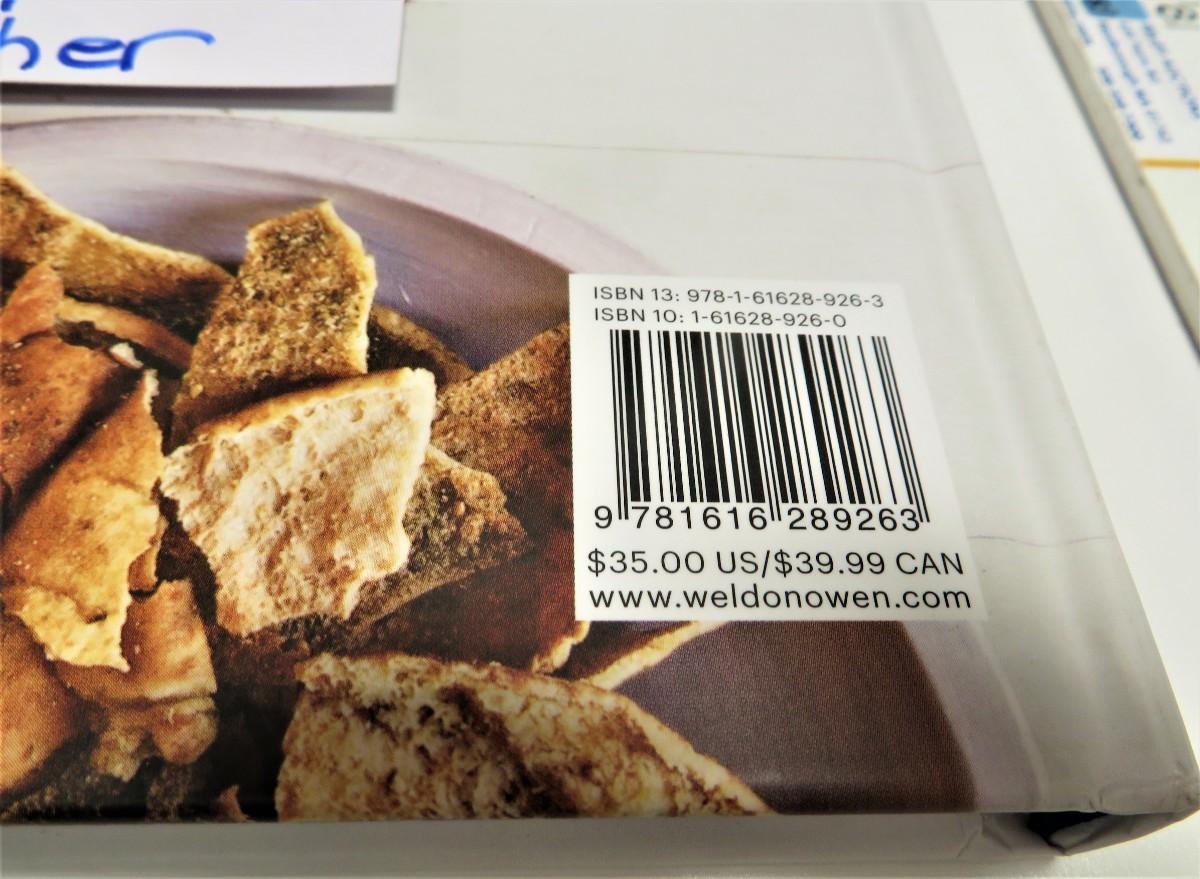 her
ISBN 13: 978-1-61628-926-3
ISBN 10: 1-61628-926-0
9 781616 289263
$35.00 US/$39.99 CAN
www.weldonowen.com